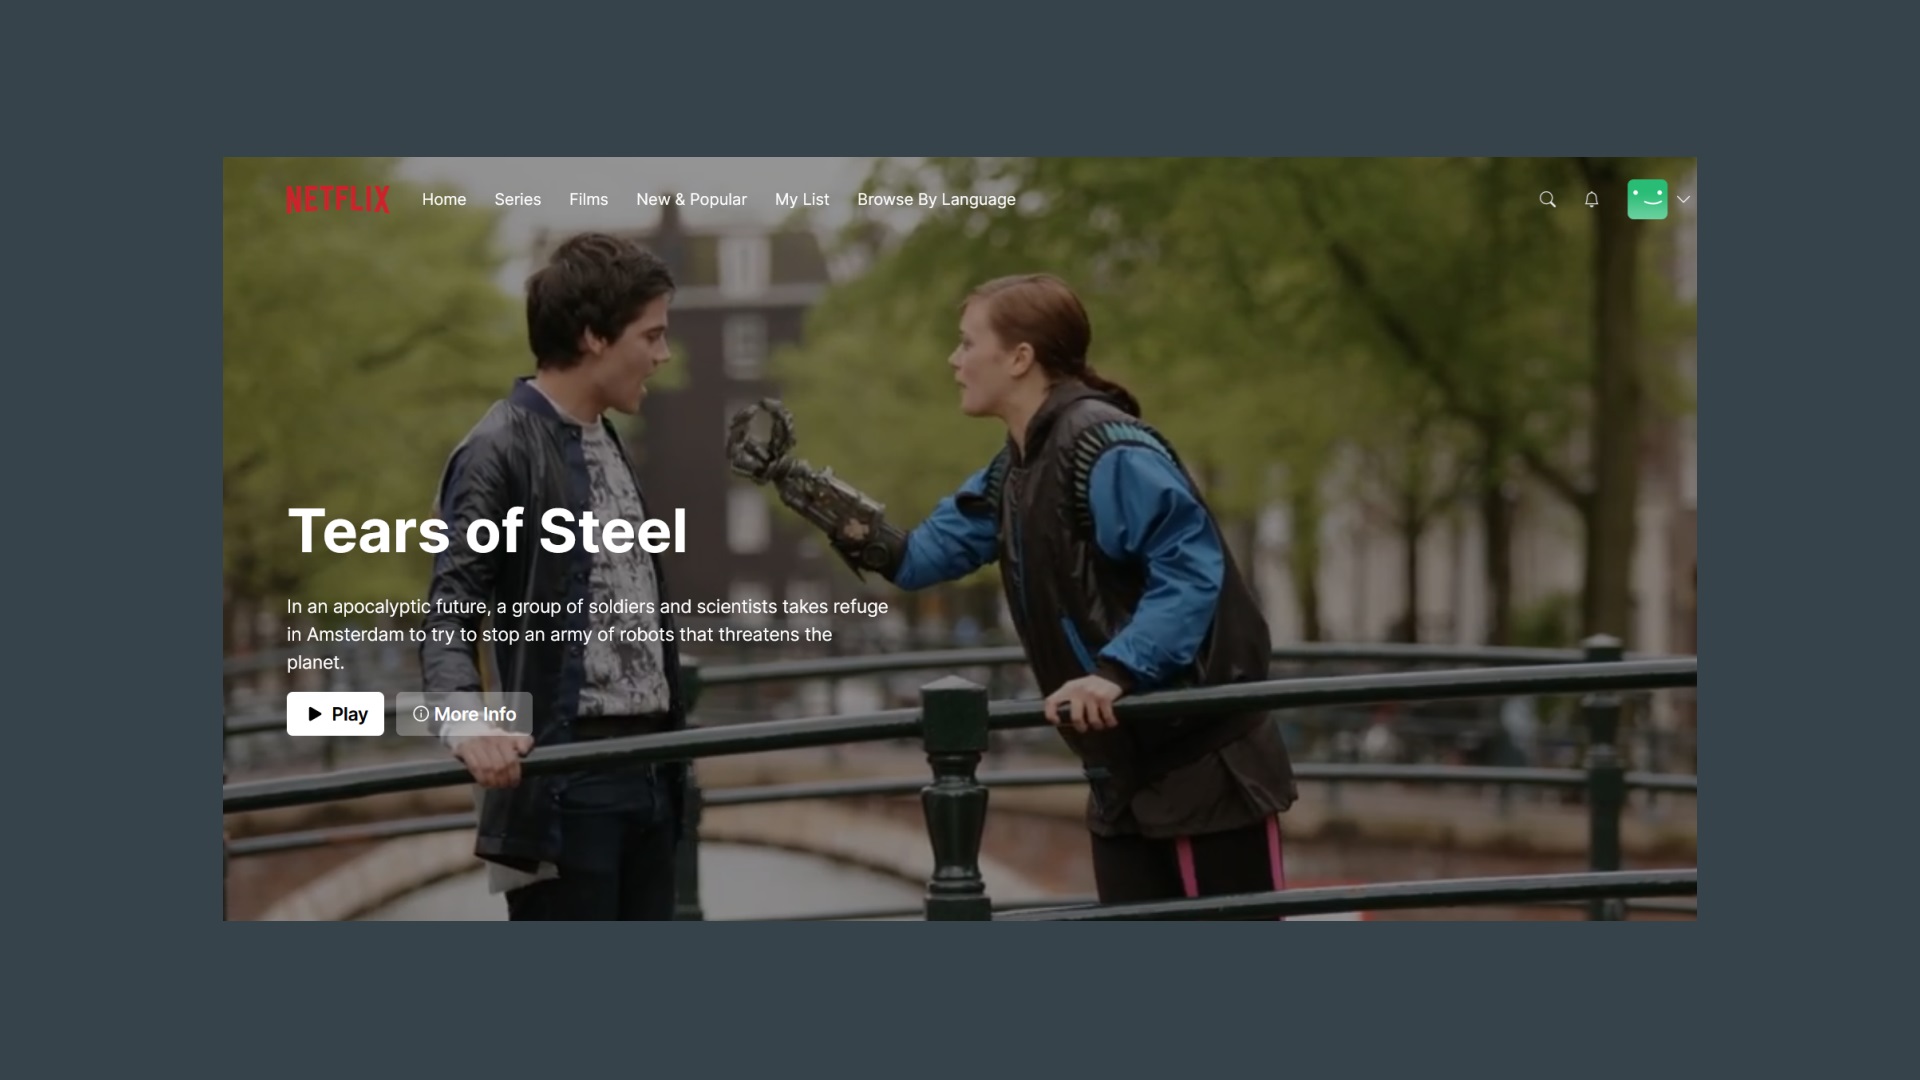 NETFLIX Home Series Films New & Popular My List Browse By Language
Tears of Steel
In an apocalyptic future, a group of soldiers and scientists takes refuge
in Amsterdam to try to stop an army of robots that threatens the
planet.
Play More Info